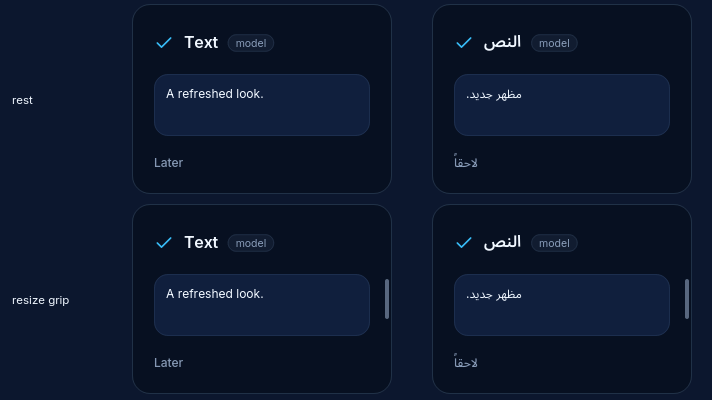 rest
Text model
A refreshed look.
Later
النص model
مظهر جديد.
لاحقاً
resize grip
Text model
A refreshed look.
Later
النص model
مظهر جديد.
لاحقاً